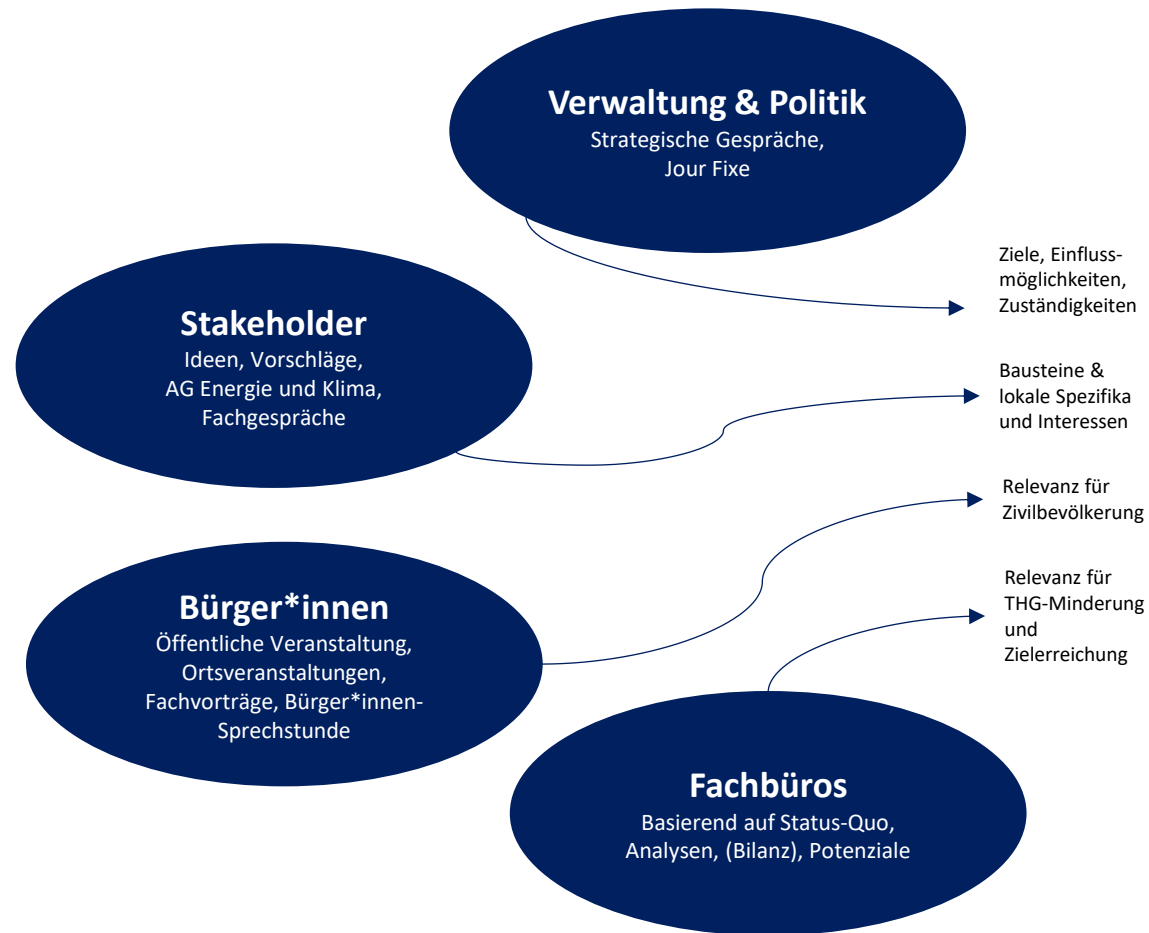 Verwaltung & Politik
Strategische Gespräche,
Jour Fixe
Ziele, Einfluss-
möglichkeiten,
Zuständigkeiten
Stakeholder
Ideen, Vorschläge,
AG Energie und Klima,
Fachgespräche
Bausteine &
lokale Spezifika
und Interessen
Relevanz für
Zivilbevölkerung
Bürger*innen
Öffentliche Veranstaltung,
Ortsveranstaltungen,
Fachvorträge, Bürger*innen-
Sprechstunde
Relevanz für
THG-Minderung
und
Zielerreichung
Fachbüros
Basierend auf Status-Quo,
Analysen, (Bilanz), Potenziale